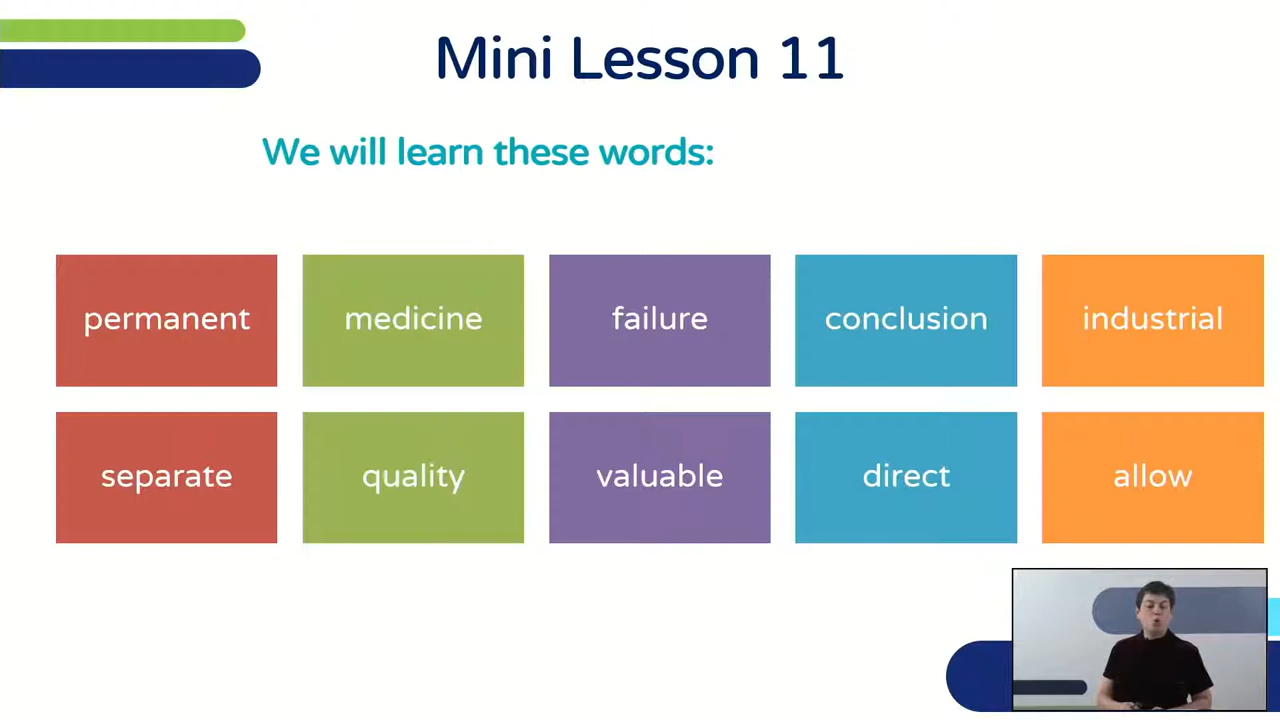 Mini Lesson 11
We will learn these words:
permanent medicine failure conclusion industrial
separate quality valuable direct allow